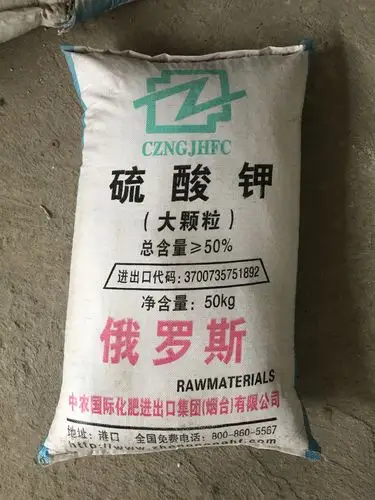 CZNGJHFC
硫酸钾
(大颗粒)
总含量≥50%
进出口代码:3700735751892
净含量:50kg
俄罗斯
RAWMATERIALS
中农国际化肥进出口集团(烟台)有限公司
地址:港口 全国免费电话:800-860-5567